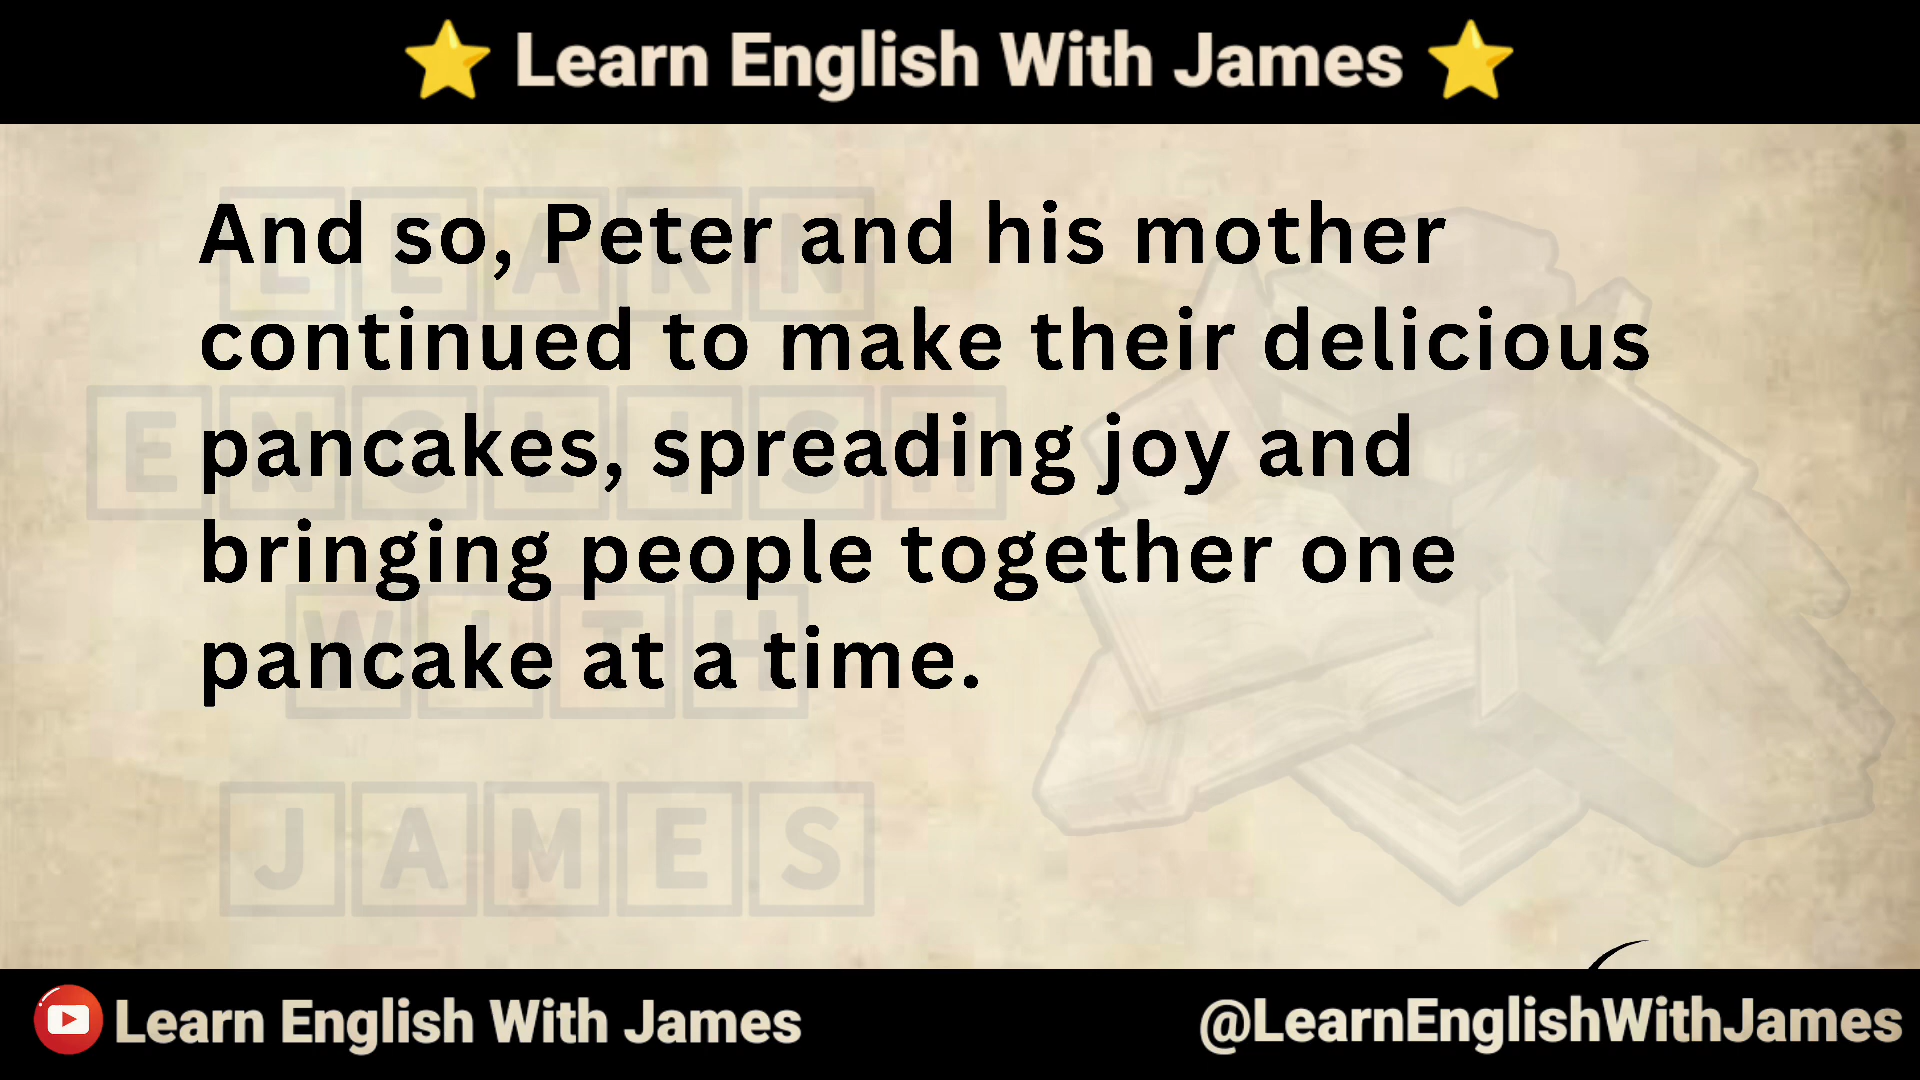 ⭐ Learn English With James ⭐
And so, Peter and his mother
continued to make their delicious
pancakes, spreading joy and
bringing people together one
pancake at a time.
LEARN
ENGLISH
WITH
JAMES
Learn English With James
@LearnEnglishWithJames